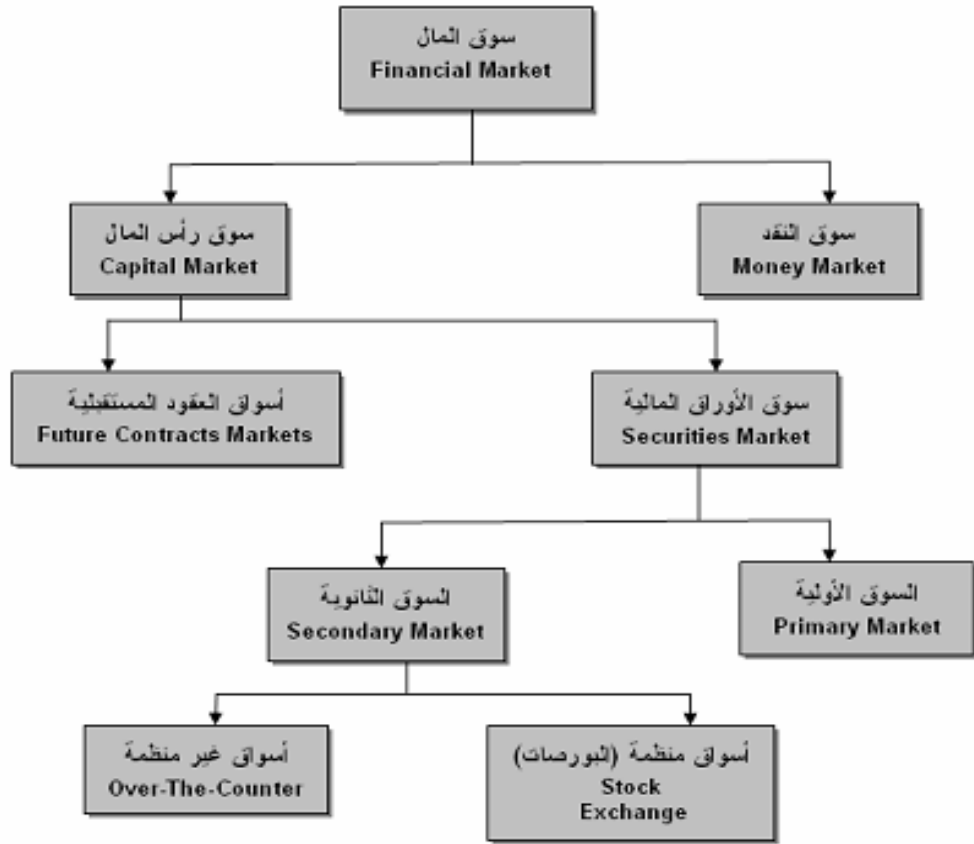 سوق المال
Financial Market
سوق رأس المال
Capital Market
سوق النقد
Money Market
أسواق العقود المستقبلية
Future Contracts Markets
سوق الأوراق المالية
Securities Market
السوق الثانوية
Secondary Market
السوق الأولية
Primary Market
أسواق غير منظمة
Over-The-Counter
أسواق منظمة (البورصات)
Stock
Exchange